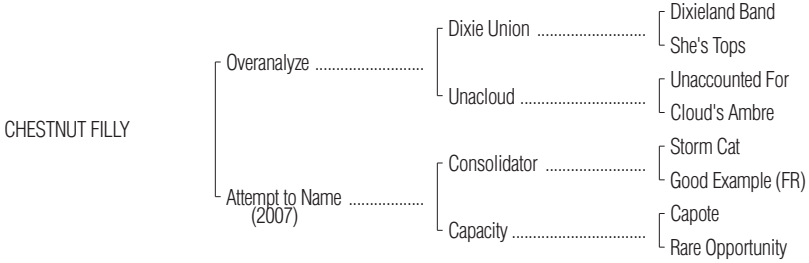 Dixieland Band
Dixie Union ..........................
She's Tops
Overanalyze ..........................
Unaccounted For
Unacloud ...............................
Cloud's Ambre
CHESTNUT FILLY
Storm Cat
Consolidator ........................
Good Example (FR)
Attempt to Name ..................
(2007)
Capote
Capacity ................................
Rare Opportunity